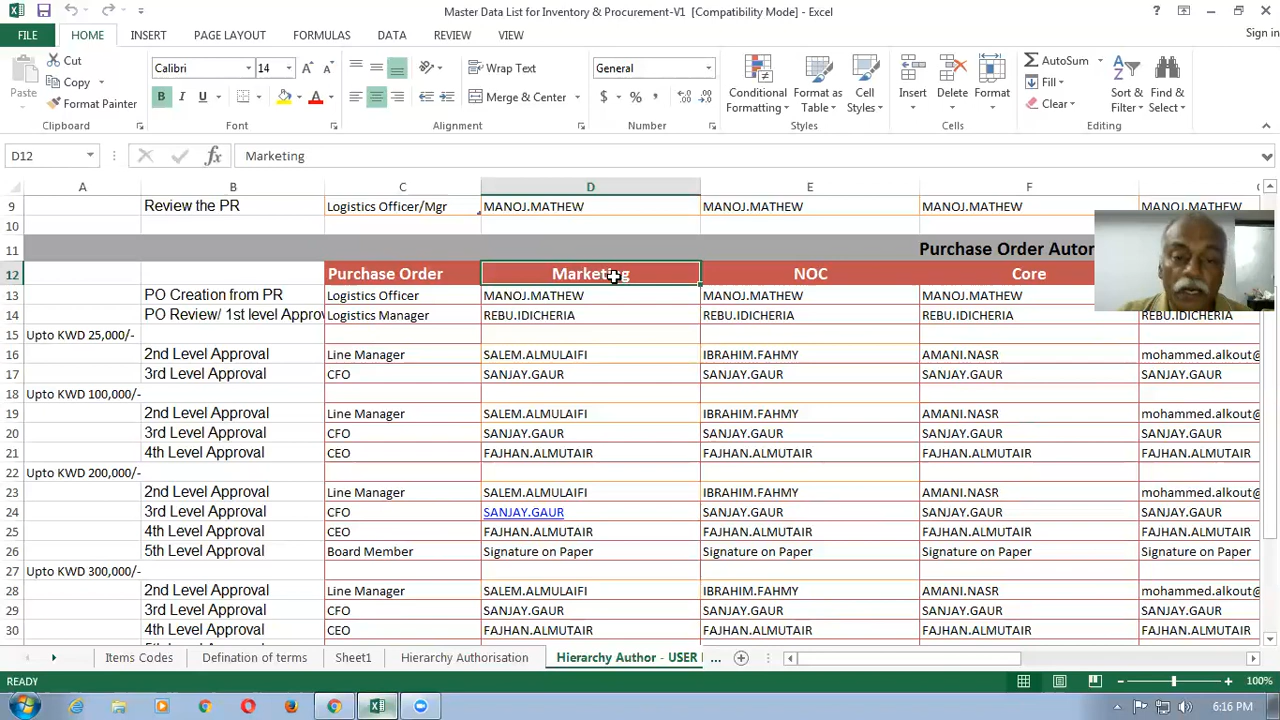 Master Data List for Inventory & Procurement-V1 [Compatibility Mode] - Excel
FILE HOME INSERT PAGE LAYOUT FORMULAS DATA REVIEW VIEW Sign in
Paste Cut Copy Format Painter
Clipboard
Calibri 14
B I U A
Font
Wrap Text
Merge & Center
Alignment
General
$ % ,
Number
Conditional Formatting
Format as Table
Cell Styles
Styles
Insert Delete Format
Cells
AutoSum
Fill
Clear
Sort & Filter
Find & Select
Editing
D12 fx Marketing
A B C D E F
9 Review the PR Logistics Officer/Mgr MANOJ.MATHEW MANOJ.MATHEW MANOJ.MATHEW MANOJ.MATHEW
10
11 Purchase Order Autor
12 Purchase Order Marketing NOC Core
13 PO Creation from PR Logistics Officer MANOJ.MATHEW MANOJ.MATHEW MANOJ.MATHEW
14 PO Review/ 1st level Approv Logistics Manager REBU.IDICHERIA REBU.IDICHERIA REBU.IDICHERIA REBU.IDICHERIA
15 Upto KWD 25,000/-
16 2nd Level Approval Line Manager SALEM.ALMULAIFI IBRAHIM.FAHMY AMANI.NASR mohammed.alkout@
17 3rd Level Approval CFO SANJAY.GAUR SANJAY.GAUR SANJAY.GAUR SANJAY.GAUR
18 Upto KWD 100,000/-
19 2nd Level Approval Line Manager SALEM.ALMULAIFI IBRAHIM.FAHMY AMANI.NASR mohammed.alkout@
20 3rd Level Approval CFO SANJAY.GAUR SANJAY.GAUR SANJAY.GAUR SANJAY.GAUR
21 4th Level Approval CEO FAJHAN.ALMUTAIR FAJHAN.ALMUTAIR FAJHAN.ALMUTAIR FAJHAN.ALMUTAIR
22 Upto KWD 200,000/-
23 2nd Level Approval Line Manager SALEM.ALMULAIFI IBRAHIM.FAHMY AMANI.NASR mohammed.alkout@
24 3rd Level Approval CFO SANJAY.GAUR SANJAY.GAUR SANJAY.GAUR SANJAY.GAUR
25 4th Level Approval CEO FAJHAN.ALMUTAIR FAJHAN.ALMUTAIR FAJHAN.ALMUTAIR FAJHAN.ALMUTAIR
26 5th Level Approval Board Member Signature on Paper Signature on Paper Signature on Paper Signature on Paper
27 Upto KWD 300,000/-
28 2nd Level Approval Line Manager SALEM.ALMULAIFI IBRAHIM.FAHMY AMANI.NASR mohammed.alkout@
29 3rd Level Approval CFO SANJAY.GAUR SANJAY.GAUR SANJAY.GAUR SANJAY.GAUR
30 4th Level Approval CEO FAJHAN.ALMUTAIR FAJHAN.ALMUTAIR FAJHAN.ALMUTAIR FAJHAN.ALMUTAIR
Items Codes Defination of terms Sheet1 Hierarchy Authorisation Hierarchy Author - USER ...
READY 100%
6:16 PM